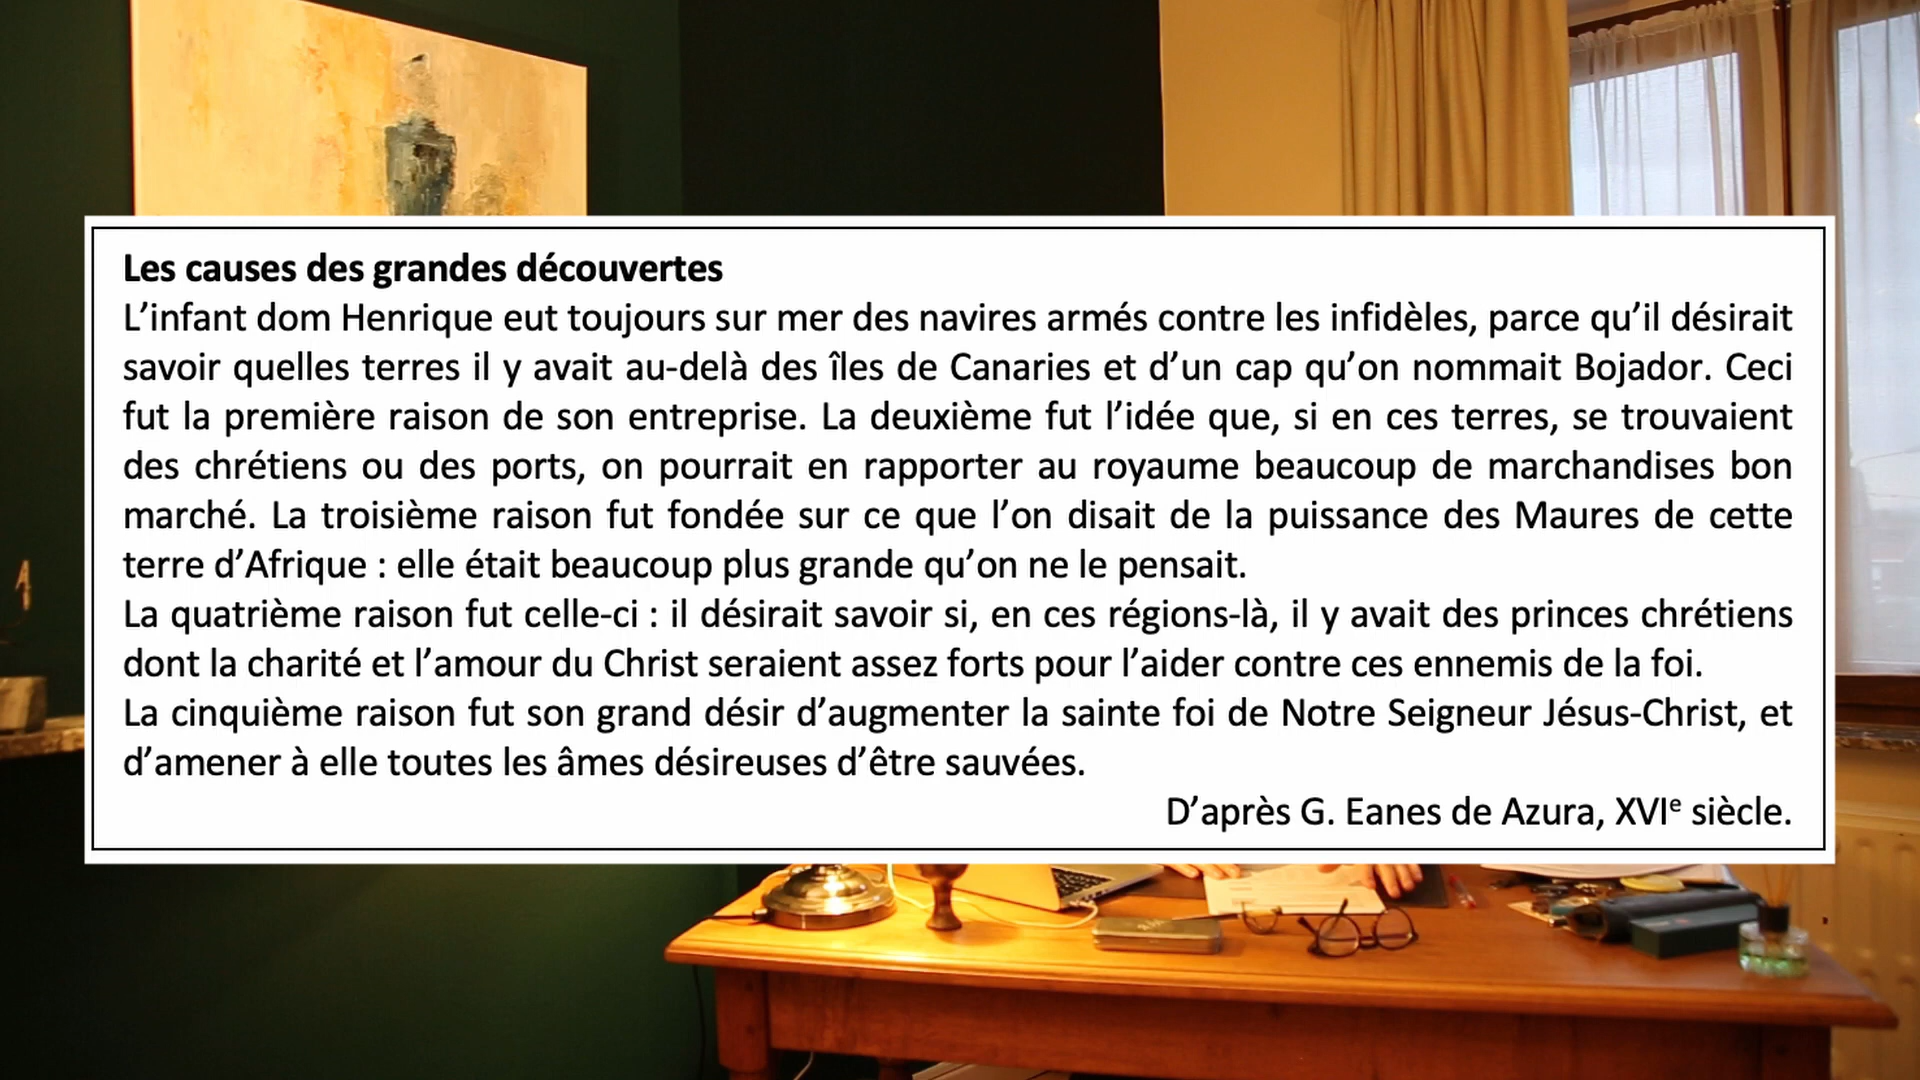 Les causes des grandes découvertes
L’infant dom Henrique eut toujours sur mer des navires armés contre les infidèles, parce qu’il désirait
savoir quelles terres il y avait au-delà des îles de Canaries et d’un cap qu’on nommait Bojador. Ceci
fut la première raison de son entreprise. La deuxième fut l’idée que, si en ces terres, se trouvaient
des chrétiens ou des ports, on pourrait en rapporter au royaume beaucoup de marchandises bon
marché. La troisième raison fut fondée sur ce que l’on disait de la puissance des Maures de cette
terre d’Afrique : elle était beaucoup plus grande qu’on ne le pensait.
La quatrième raison fut celle-ci : il désirait savoir si, en ces régions-là, il y avait des princes chrétiens
dont la charité et l’amour du Christ seraient assez forts pour l’aider contre ces ennemis de la foi.
La cinquième raison fut son grand désir d’augmenter la sainte foi de Notre Seigneur Jésus-Christ, et
d’amener à elle toutes les âmes désireuses d’être sauvées.
D’après G. Eanes de Azura, XVIe siècle.